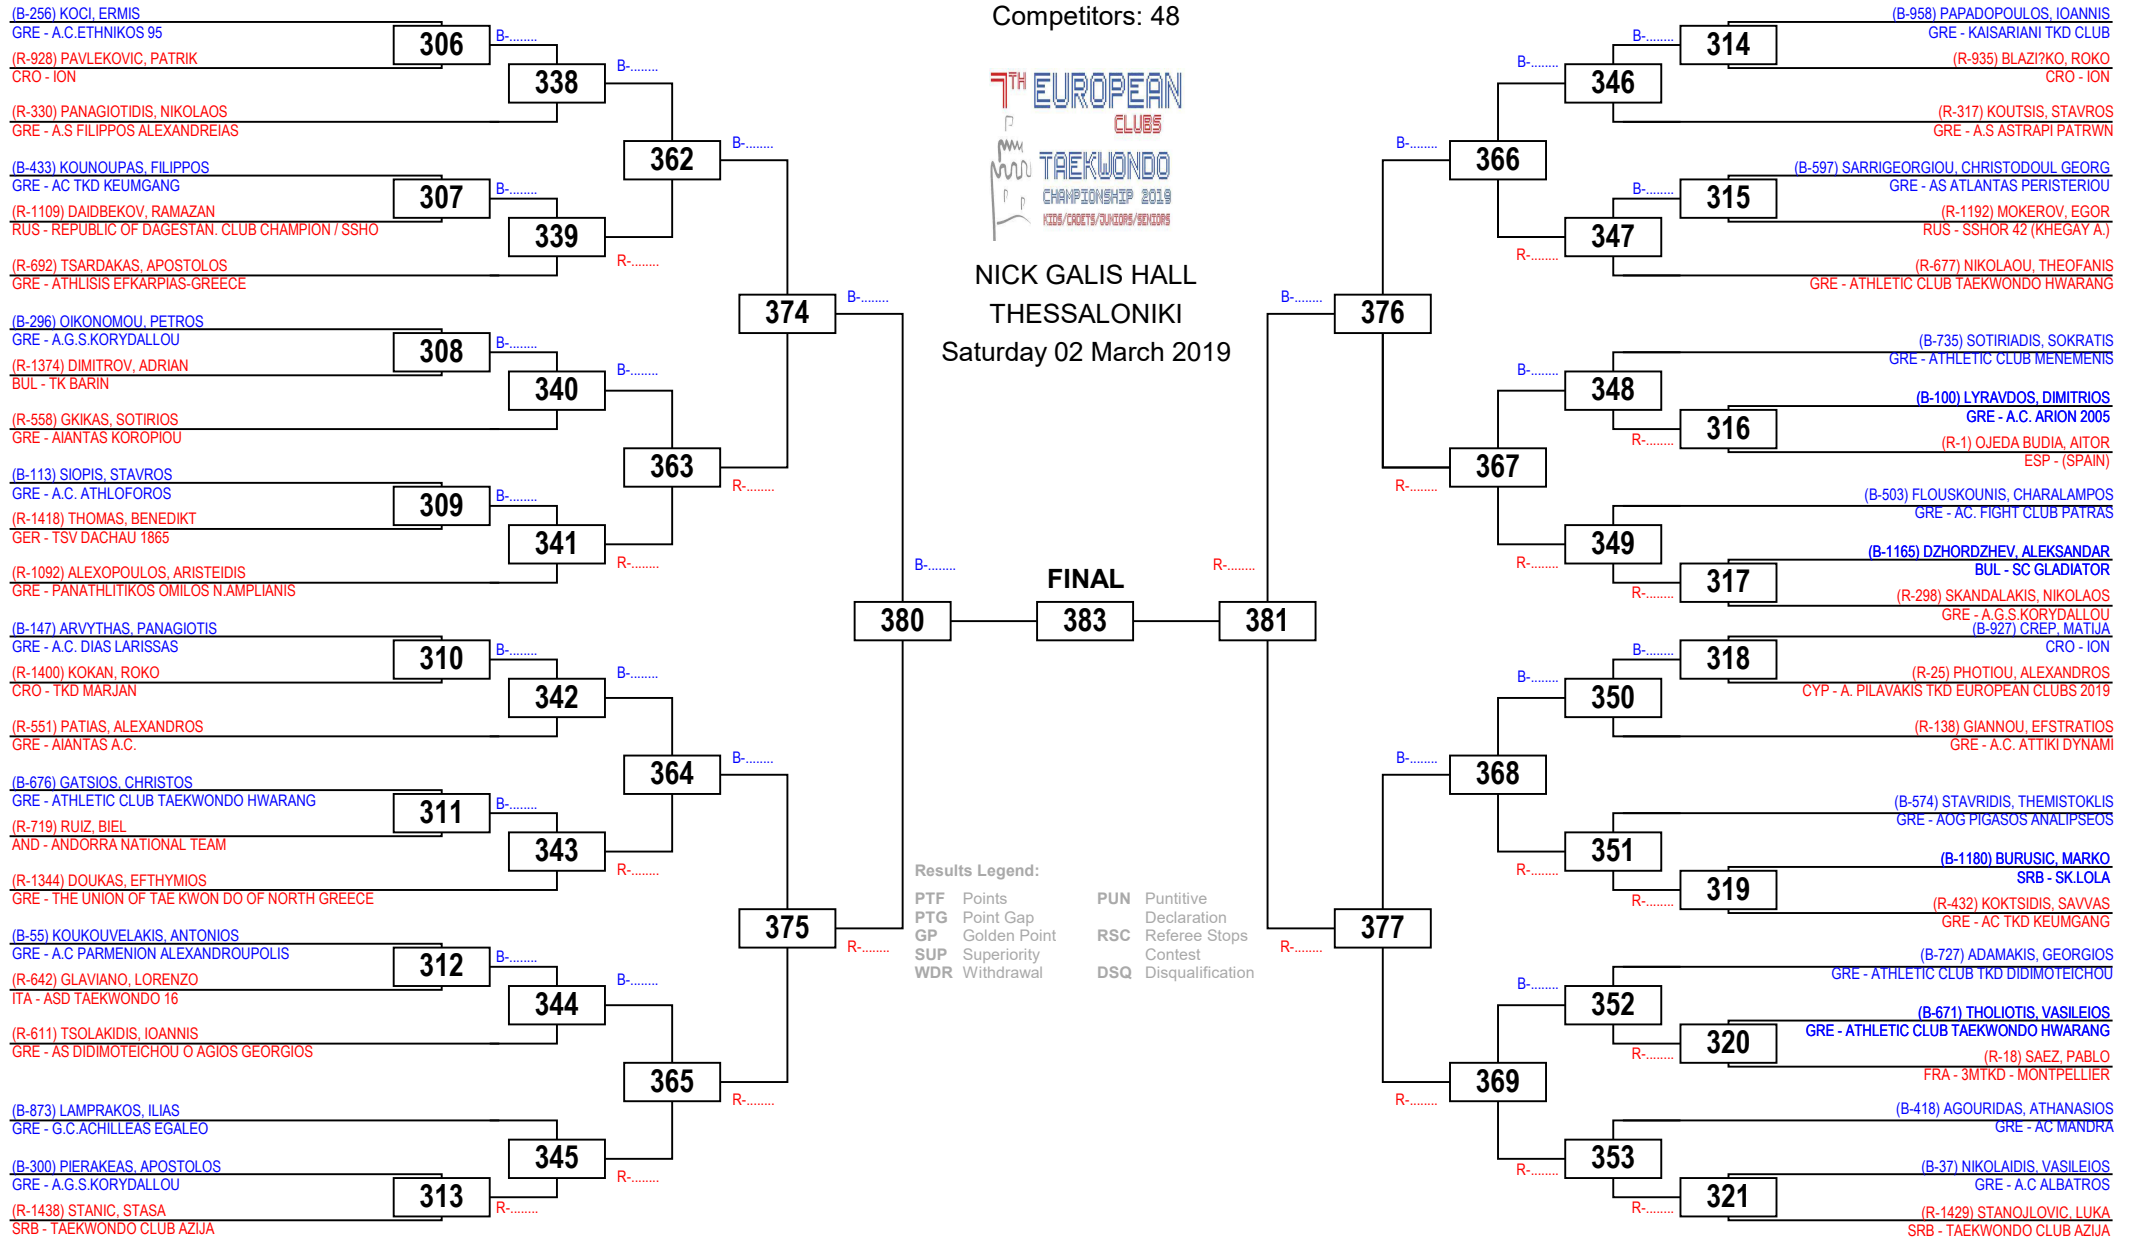 (B-256) KOCI, ERMIS
GRE - A.C.ETHNIKOS 95
306
B-........
(R-928) PAVLEKOVIC, PATRIK
CRO - ION
338
B-........
(R-330) PANAGIOTIDIS, NIKOLAOS
GRE - A.S FILIPPOS ALEXANDREIAS
362
B-........
(B-433) KOUNOUPAS, FILIPPOS
GRE - AC TKD KEUMGANG
307
B-........
(R-1109) DAIDBEKOV, RAMAZAN
RUS - REPUBLIC OF DAGESTAN. CLUB CHAMPION / SSHO
339
R-........
(R-692) TSARDAKAS, APOSTOLOS
GRE - ATHLISIS EFKARPIAS-GREECE
374
B-........
(B-296) OIKONOMOU, PETROS
GRE - A.G.S.KORYDALLOU
308
B-........
(R-1374) DIMITROV, ADRIAN
BUL - TK BARIN
340
B-........
(R-558) GKIKAS, SOTIRIOS
GRE - AIANTAS KOROPIOU
363
R-........
(B-113) SIOPIS, STAVROS
GRE - A.C. ATHLOFOROS
309
B-........
(R-1418) THOMAS, BENEDIKT
GER - TSV DACHAU 1865
341
R-........
(R-1092) ALEXOPOULOS, ARISTEIDIS
GRE - PANATHLITIKOS OMILOS N.AMPLIANIS
380
B-........
(B-147) ARVYTHAS, PANAGIOTIS
GRE - A.C. DIAS LARISSAS
310
B-........
(R-1400) KOKAN, ROKO
CRO - TKD MARJAN
342
B-........
(R-551) PATIAS, ALEXANDROS
GRE - AIANTAS A.C.
364
B-........
(B-676) GATSIOS, CHRISTOS
GRE - ATHLETIC CLUB TAEKWONDO HWARANG
311
B-........
(R-719) RUIZ, BIEL
AND - ANDORRA NATIONAL TEAM
343
R-........
(R-1344) DOUKAS, EFTHYMIOS
GRE - THE UNION OF TAE KWON DO OF NORTH GREECE
375
R-........
(B-55) KOUKOUVELAKIS, ANTONIOS
GRE - A.C PARMENION ALEXANDROUPOLIS
312
B-........
(R-642) GLAVIANO, LORENZO
ITA - ASD TAEKWONDO 16
344
B-........
(R-611) TSOLAKIDIS, IOANNIS
GRE - AS DIDIMOTEICHOU O AGIOS GEORGIOS
365
R-........
(B-873) LAMPRAKOS, ILIAS
GRE - G.C.ACHILLEAS EGALEO
345
R-........
(B-300) PIERAKEAS, APOSTOLOS
GRE - A.G.S.KORYDALLOU
313
R-........
(R-1438) STANIC, STASA
SRB - TAEKWONDO CLUB AZIJA
Competitors: 48
7TH EUROPEAN
CLUBS
TAEKWONDO
CHAMPIONSHIP 2019
KIDS/CADETS/JUNIORS/SENIORS
NICK GALIS HALL
THESSALONIKI
Saturday 02 March 2019
FINAL
383
Results Legend:
PTF Points
PTG Point Gap
GP Golden Point
SUP Superiority
WDR Withdrawal
PUN Puntitive
Declaration
RSC Referee Stops
Contest
DSQ Disqualification
(B-958) PAPADOPOULOS, IOANNIS
GRE - KAISARIANI TKD CLUB
314
B-........
(R-935) BLAZI?KO, ROKO
CRO - ION
346
B-........
(R-317) KOUTSIS, STAVROS
GRE - A.S ASTRAPI PATRWN
366
B-........
(B-597) SARRIGEORGIOU, CHRISTODOUL GEORG
GRE - AS ATLANTAS PERISTERIOU
315
B-........
(R-1192) MOKEROV, EGOR
RUS - SSHOR 42 (KHEGAY A.)
347
R-........
(R-677) NIKOLAOU, THEOFANIS
GRE - ATHLETIC CLUB TAEKWONDO HWARANG
376
B-........
(B-735) SOTIRIADIS, SOKRATIS
GRE - ATHLETIC CLUB MENEMENIS
348
B-........
(B-100) LYRAVDOS, DIMITRIOS
GRE - A.C. ARION 2005
316
R-........
(R-1) OJEDA BUDIA, AITOR
ESP - (SPAIN)
367
R-........
(B-503) FLOUSKOUNIS, CHARALAMPOS
GRE - AC. FIGHT CLUB PATRAS
349
R-........
(B-1165) DZHORDZHEV, ALEKSANDAR
BUL - SC GLADIATOR
317
R-........
(R-298) SKANDALAKIS, NIKOLAOS
GRE - A.G.S.KORYDALLOU
381
R-........
(B-927) CREP, MATIJA
CRO - ION
318
B-........
(R-25) PHOTIOU, ALEXANDROS
CYP - A. PILAVAKIS TKD EUROPEAN CLUBS 2019
350
B-........
(R-138) GIANNOU, EFSTRATIOS
GRE - A.C. ATTIKI DYNAMI
368
B-........
(B-574) STAVRIDIS, THEMISTOKLIS
GRE - AOG PIGASOS ANALIPSEOS
351
R-........
(B-1180) BURUSIC, MARKO
SRB - SK.LOLA
319
R-........
(R-432) KOKTSIDIS, SAVVAS
GRE - AC TKD KEUMGANG
377
R-........
(B-727) ADAMAKIS, GEORGIOS
GRE - ATHLETIC CLUB TKD DIDIMOTEICHOU
352
B-........
(B-671) THOLIOTIS, VASILEIOS
GRE - ATHLETIC CLUB TAEKWONDO HWARANG
320
R-........
(R-18) SAEZ, PABLO
FRA - 3MTKD - MONTPELLIER
369
R-........
(B-418) AGOURIDAS, ATHANASIOS
GRE - AC MANDRA
353
R-........
(B-37) NIKOLAIDIS, VASILEIOS
GRE - A.C ALBATROS
321
R-........
(R-1429) STANOJLOVIC, LUKA
SRB - TAEKWONDO CLUB AZIJA